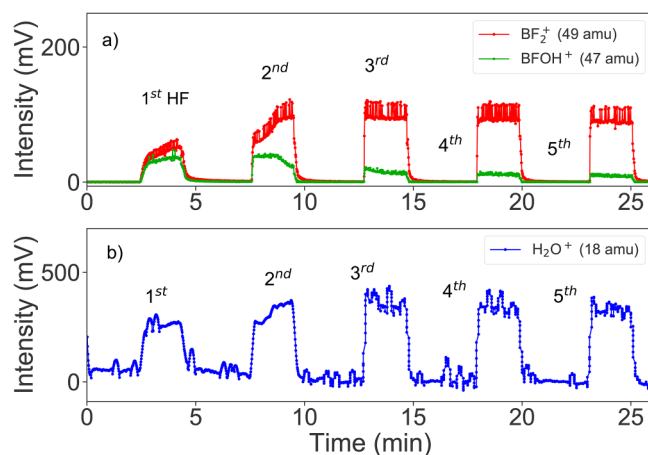 a)
BF₂⁺ (49 amu)
BFOH⁺ (47 amu)
200
0
Intensity (mV)
1ˢᵗ HF
2ⁿᵈ
3ʳᵈ
4ᵗʰ
5ᵗʰ
0 5 10 15 20 25
b)
H₂O⁺ (18 amu)
500
0
Intensity (mV)
1ˢᵗ
2ⁿᵈ
3ʳᵈ
4ᵗʰ
5ᵗʰ
0 5 10 15 20 25
Time (min)